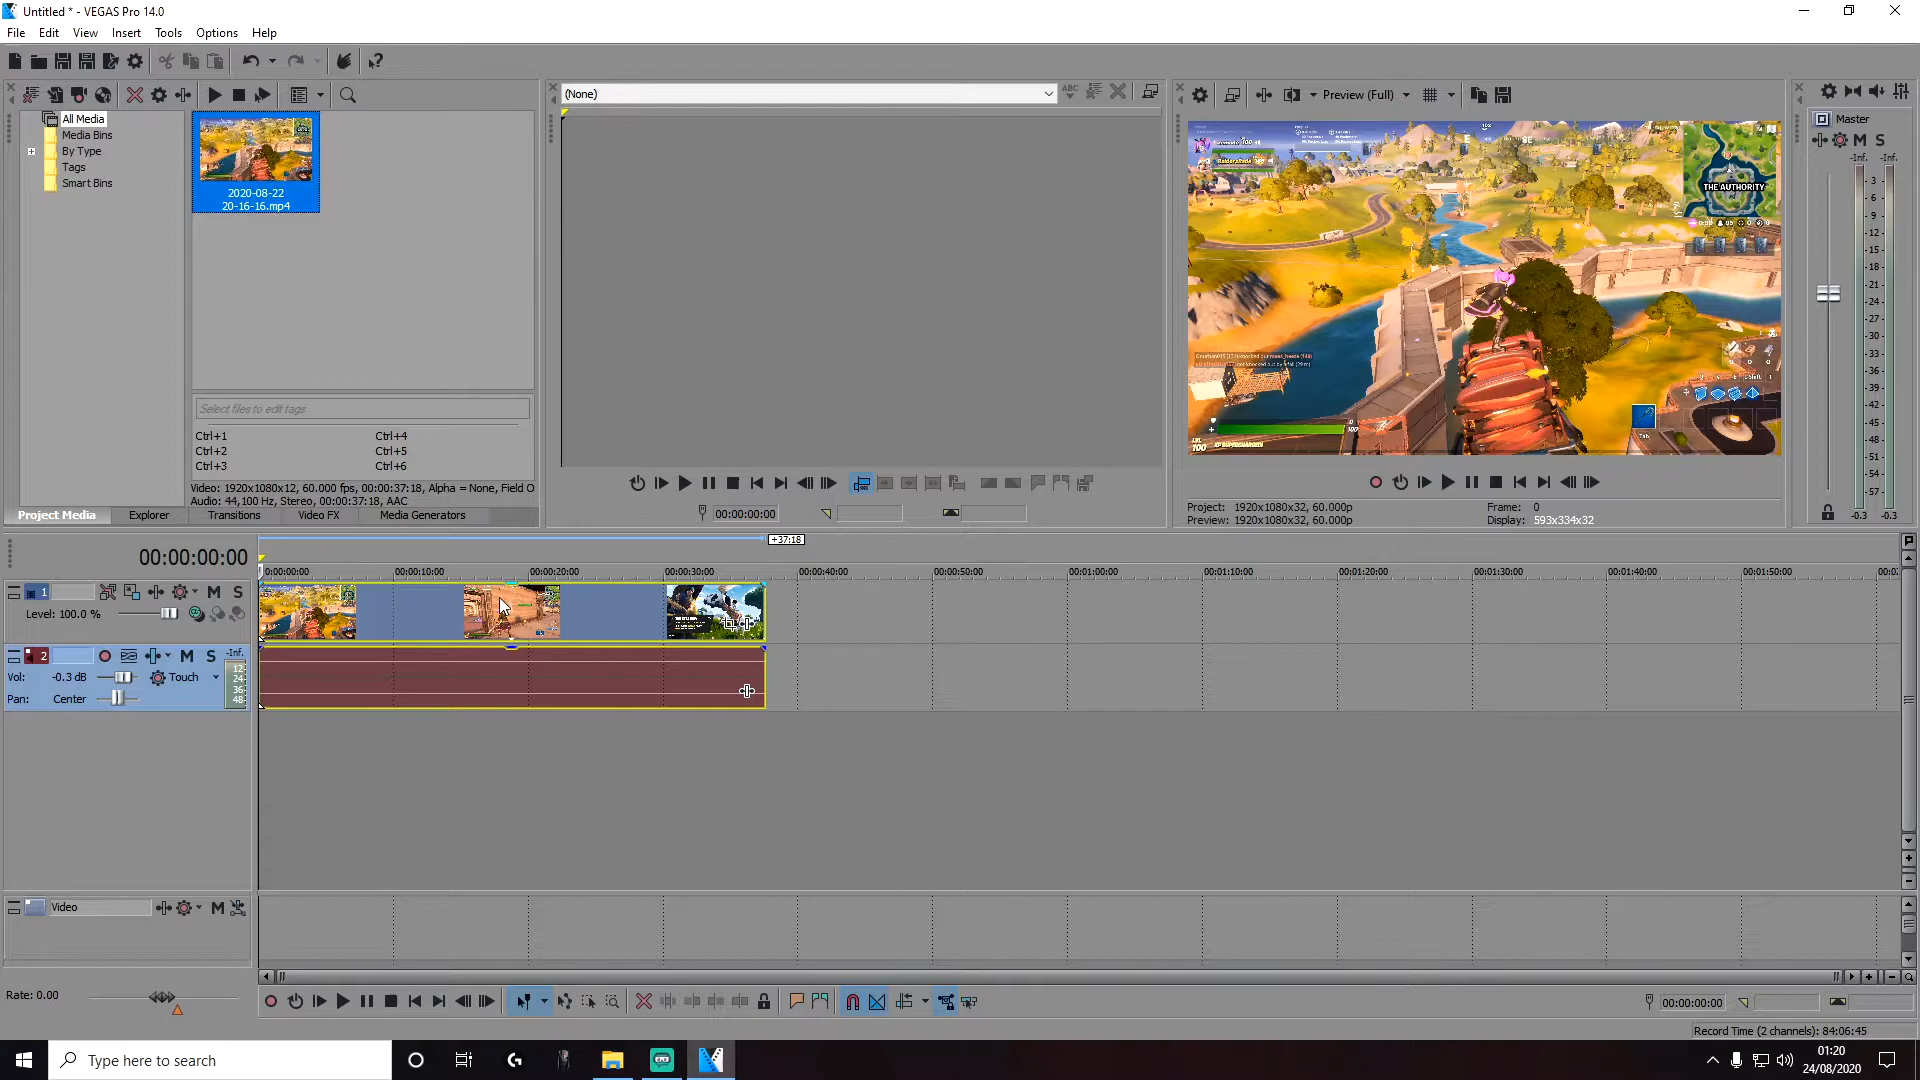 Untitled * - VEGAS Pro 14.0
File Edit View Insert Tools Options Help
(None)
Preview (Full)
Master
All Media
Media Bins
By Type
Tags
Smart Bins
2020-08-22
20-16-16.mp4
THE AUTHORITY
-Inf. -Inf.
3
6
9
12
15
18
21
24
27
30
33
36
39
42
45
48
51
54
57
-0.3 -0.3
Select files to edit tags
Ctrl+1 Ctrl+4
Ctrl+2 Ctrl+5
Ctrl+3 Ctrl+6
Video: 1920x1080x12, 60.000 fps, 00:00:37:18, Alpha = None, Field O
Audio: 44,100 Hz, Stereo, 00:00:37:18, AAC
Project Media Explorer Transitions Video FX Media Generators
00:00:00:00
Project: 1920x1080x32, 60.000p Frame: 0
Preview: 1920x1080x32, 60.000p Display: 593x334x32
+37:18
00:00:00:00
00:00:00:00 00:00:10:00 00:00:20:00 00:00:30:00 00:00:40:00 00:00:50:00 00:01:00:00 00:01:10:00 00:01:20:00 00:01:30:00 00:01:40:00 00:01:50:00
1 M S
Level: 100.0 %
2 M S -Inf.
Vol: -0.3 dB Touch
Pan: Center
12
24
36
48
Video M
Rate: 0.00
00:00:00:00
Record Time (2 channels): 84:06:45
Type here to search
01:20
24/08/2020